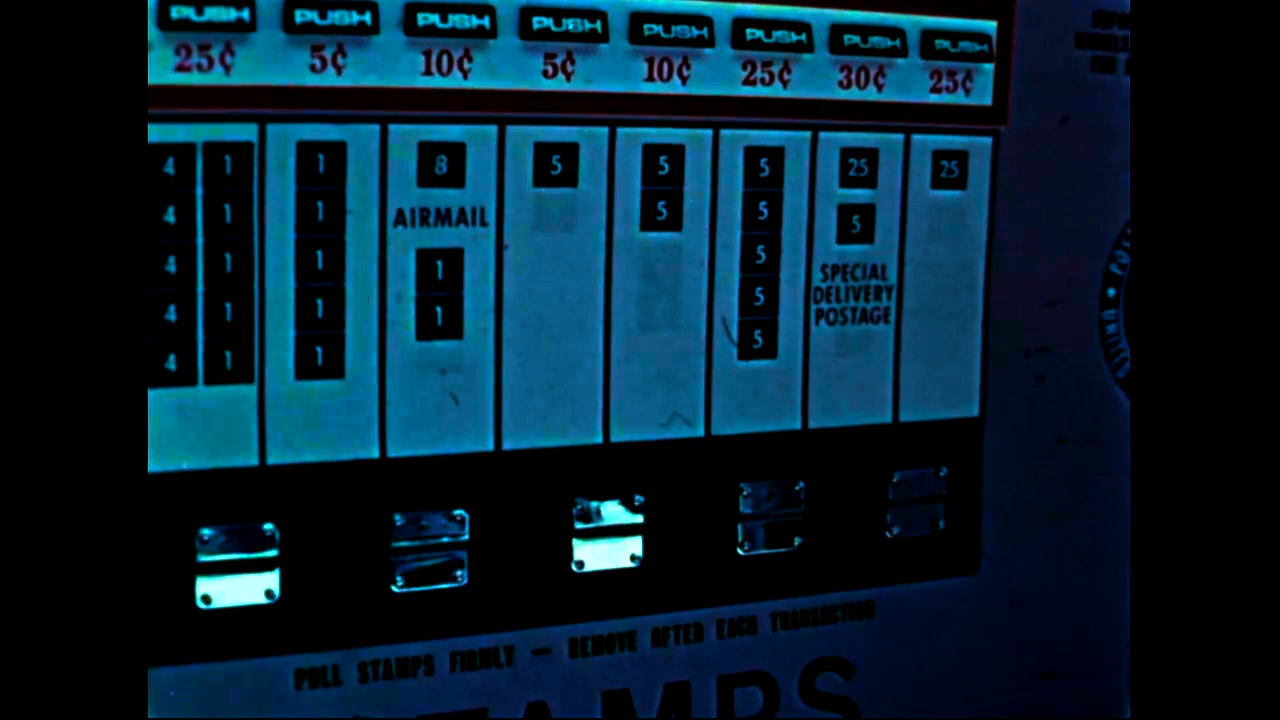 PUSH PUSH PUSH PUSH PUSH PUSH PUSH PUSH
25¢ 5¢ 10¢ 5¢ 10¢ 25¢ 30¢ 25¢
4 1 1 8 5 5 5 25 25
4 1 1 AIRMAIL 5 5 5
4 1 1 1 5 SPECIAL
4 1 1 1 5 DELIVERY
4 1 1 5 POSTAGE
PULL STAMPS FIRMLY — REMOVE AFTER EACH TRANSACTION